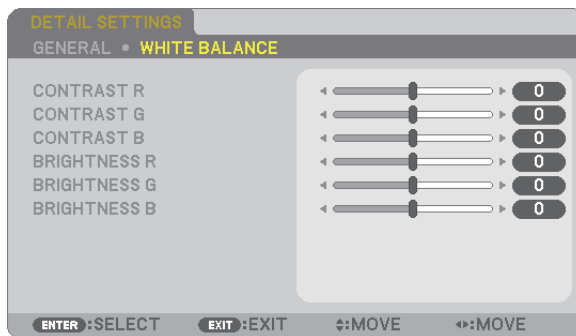 DETAIL SETTINGS
GENERAL • WHITE BALANCE
CONTRAST R 0
CONTRAST G 0
CONTRAST B 0
BRIGHTNESS R 0
BRIGHTNESS G 0
BRIGHTNESS B 0
ENTER :SELECT EXIT :EXIT :MOVE :MOVE